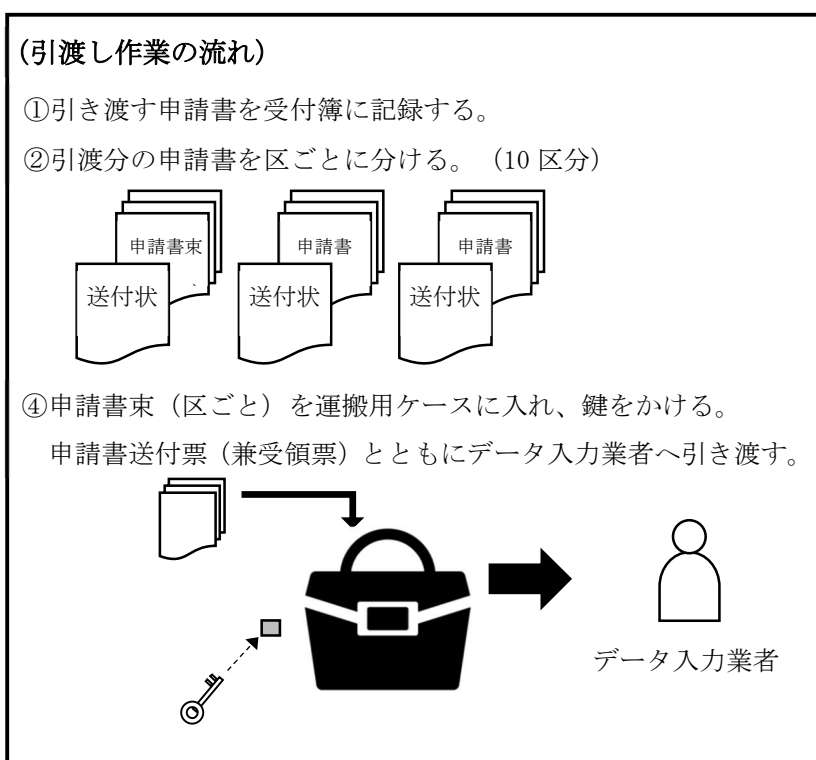 (引渡し作業の流れ)
①引き渡す申請書を受付簿に記録する。
②引渡分の申請書を区ごとに分ける。（10 区分）
申請書束
申請書
申請書
送付状
送付状
送付状
④申請書束（区ごと）を運搬用ケースに入れ、鍵をかける。
申請書送付票（兼受領票）とともにデータ入力業者へ引き渡す。
データ入力業者